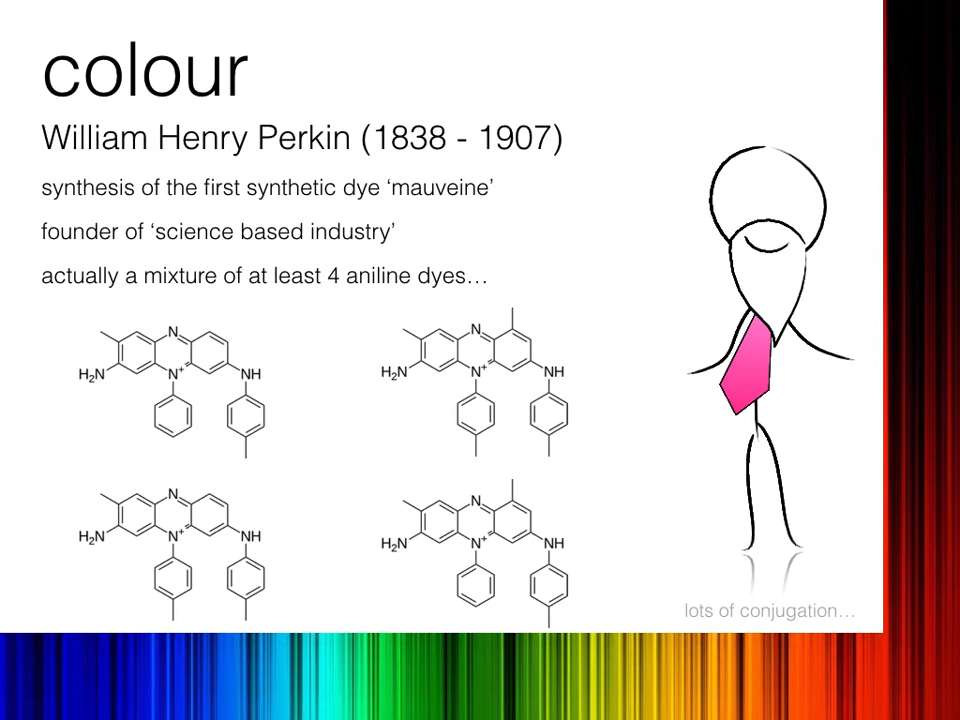 colour
William Henry Perkin (1838 - 1907)
synthesis of the first synthetic dye ‘mauveine’
founder of ‘science based industry’
actually a mixture of at least 4 aniline dyes…
N
H₂N N⁺ NH
N
H₂N N⁺ NH
N
H₂N N⁺ NH
N
H₂N N⁺ NH
lots of conjugation…